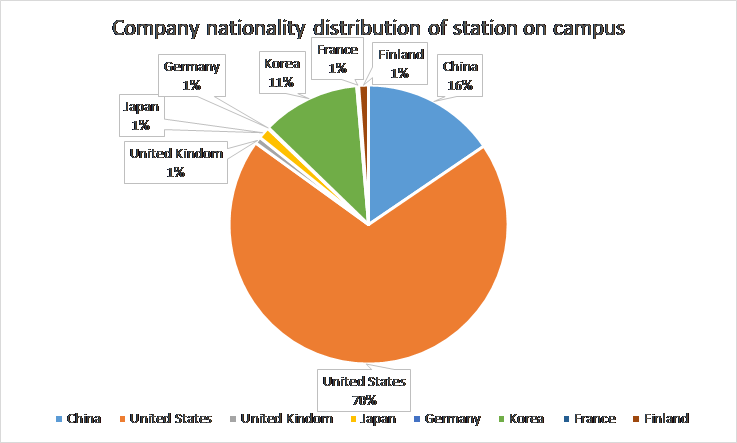 Company nationality distribution of station on campus
France
1%
Finland
1%
China
16%
Korea
11%
Germany
1%
Japan
1%
United Kindom
1%
United States
70%
China United States United Kindom Japan Germany Korea France Finland